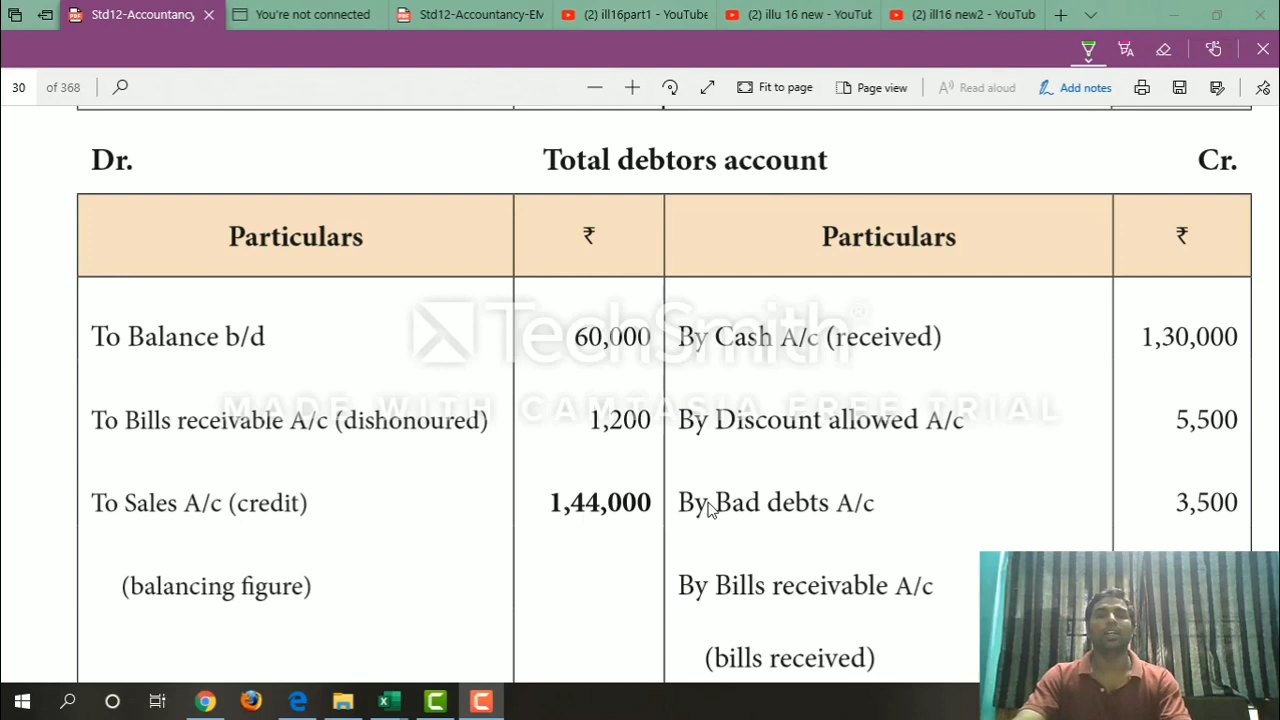 Std12-Accountancy
You're not connected
Std12-Accountancy-EM
(2) ill16part1 - YouTube
(2) illu 16 new - YouTub
(2) ill16 new2 - YouTub
30 of 368
Fit to page
Page view
Read aloud
Add notes
Dr. Total debtors account Cr.
Particulars ₹ Particulars ₹
To Balance b/d 60,000 By Cash A/c (received) 1,30,000
To Bills receivable A/c (dishonoured) 1,200 By Discount allowed A/c 5,500
To Sales A/c (credit) 1,44,000 By Bad debts A/c 3,500
(balancing figure) By Bills receivable A/c
(bills received)
TechSmith®
MADE WITH CAMTASIA FREE TRIAL